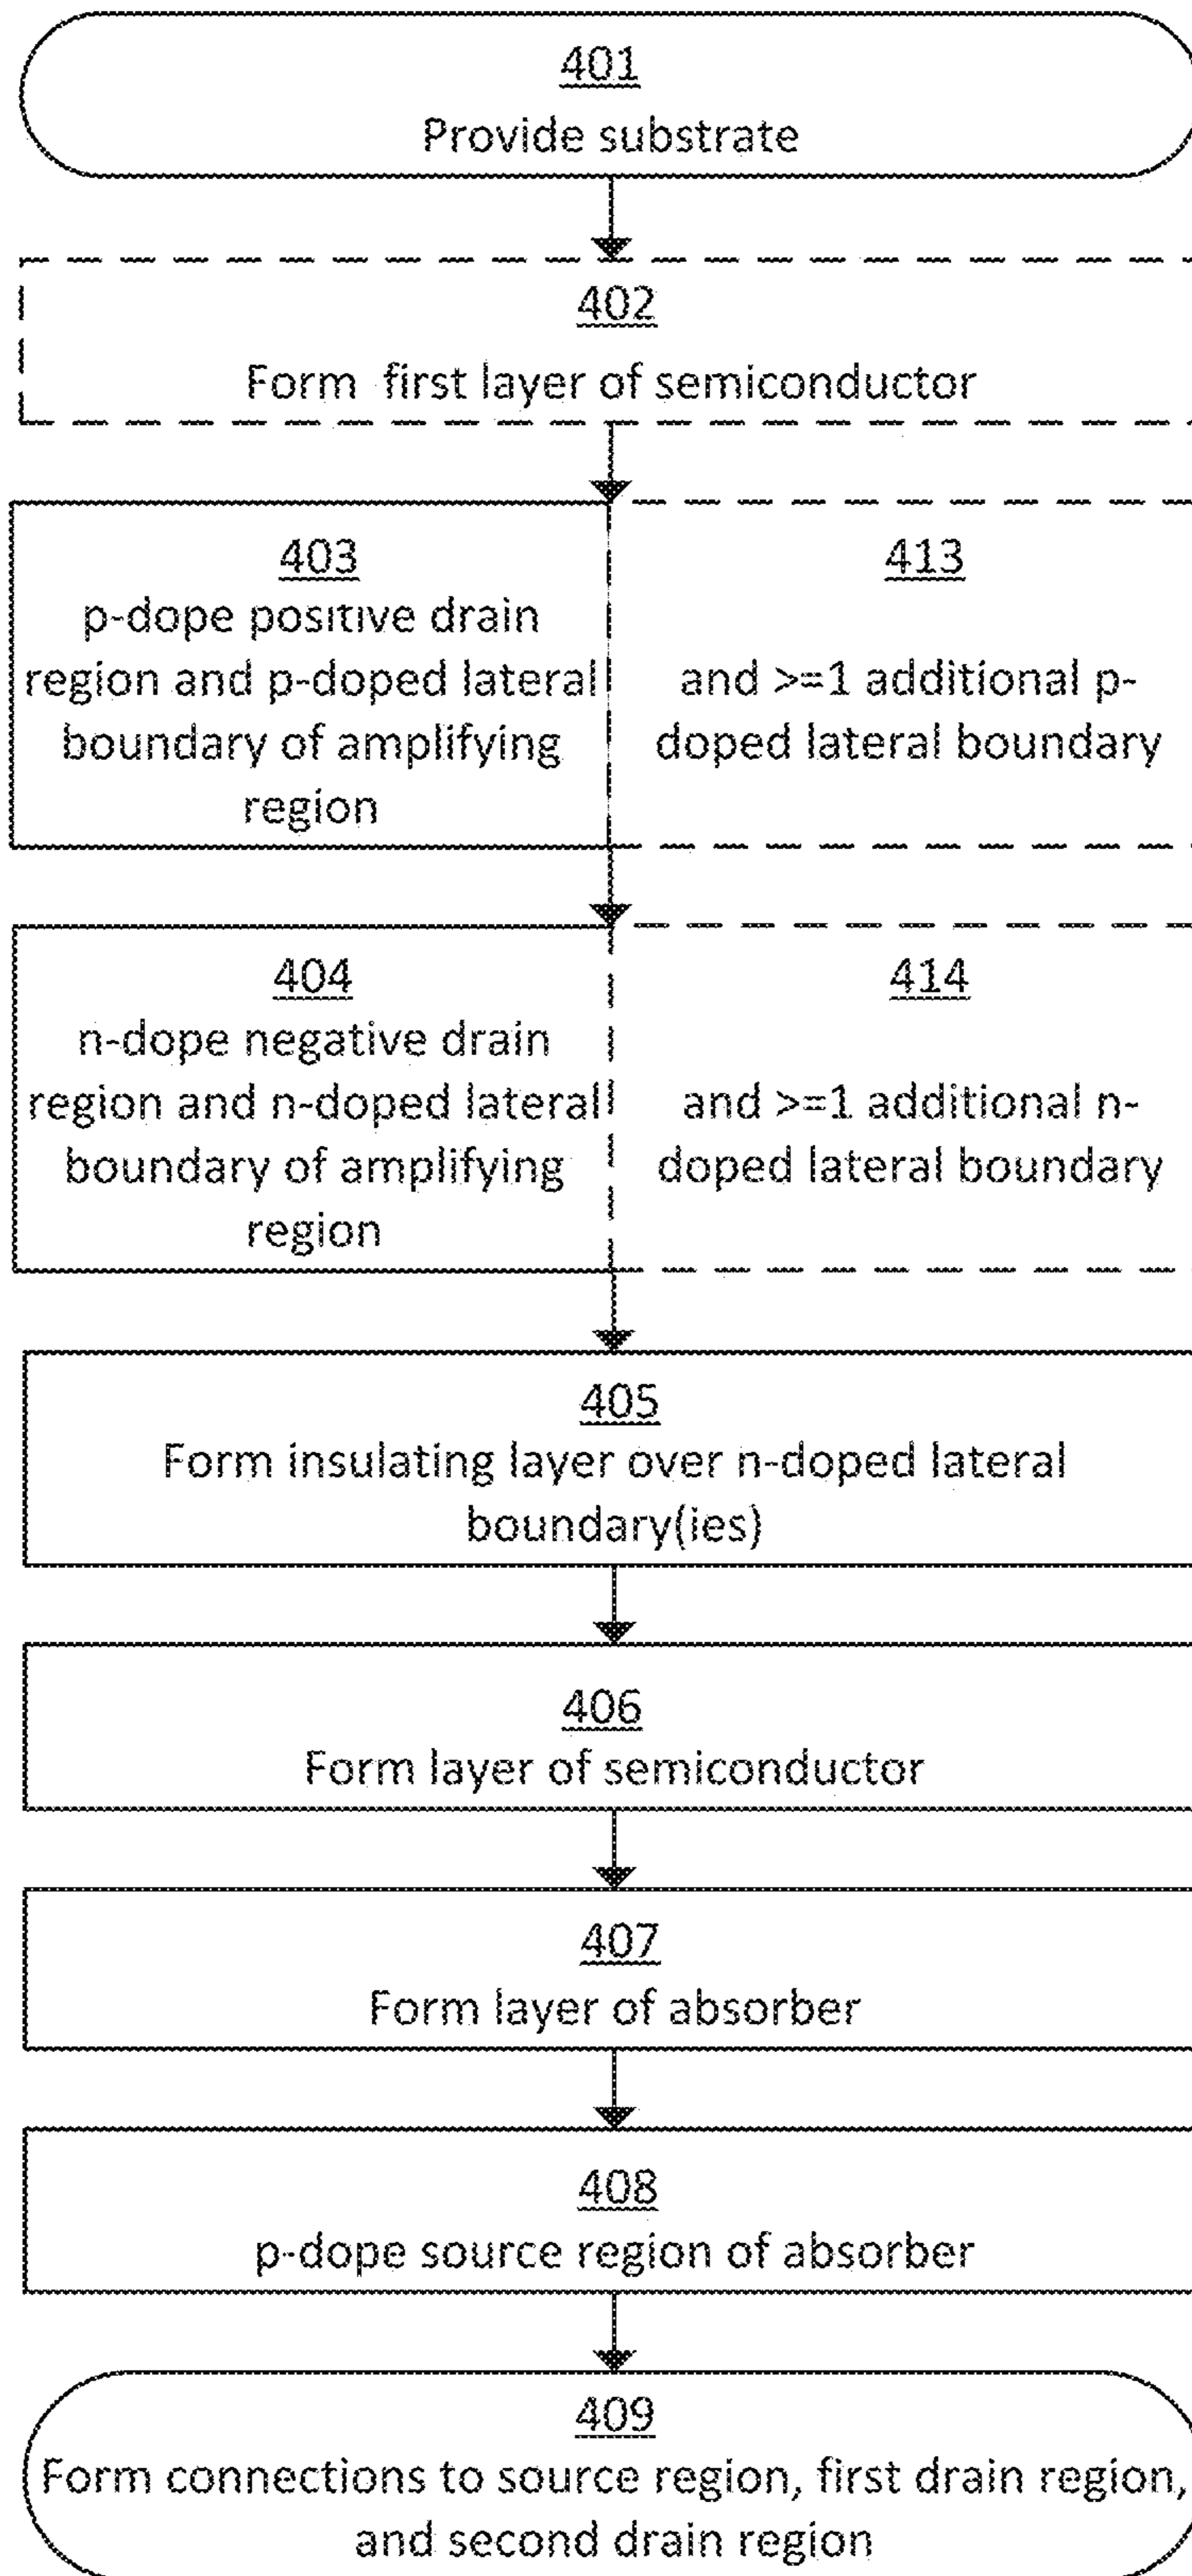 401
Provide substrate
402
Form first layer of semiconductor
403
p-dope positive drain
region and p-doped lateral
boundary of amplifying
region
413
and >=1 additional p-
doped lateral boundary
404
n-dope negative drain
region and n-doped lateral
boundary of amplifying
region
414
and >=1 additional n-
doped lateral boundary
405
Form insulating layer over n-doped lateral
boundary(ies)
406
Form layer of semiconductor
407
Form layer of absorber
408
p-dope source region of absorber
409
Form connections to source region, first drain region,
and second drain region